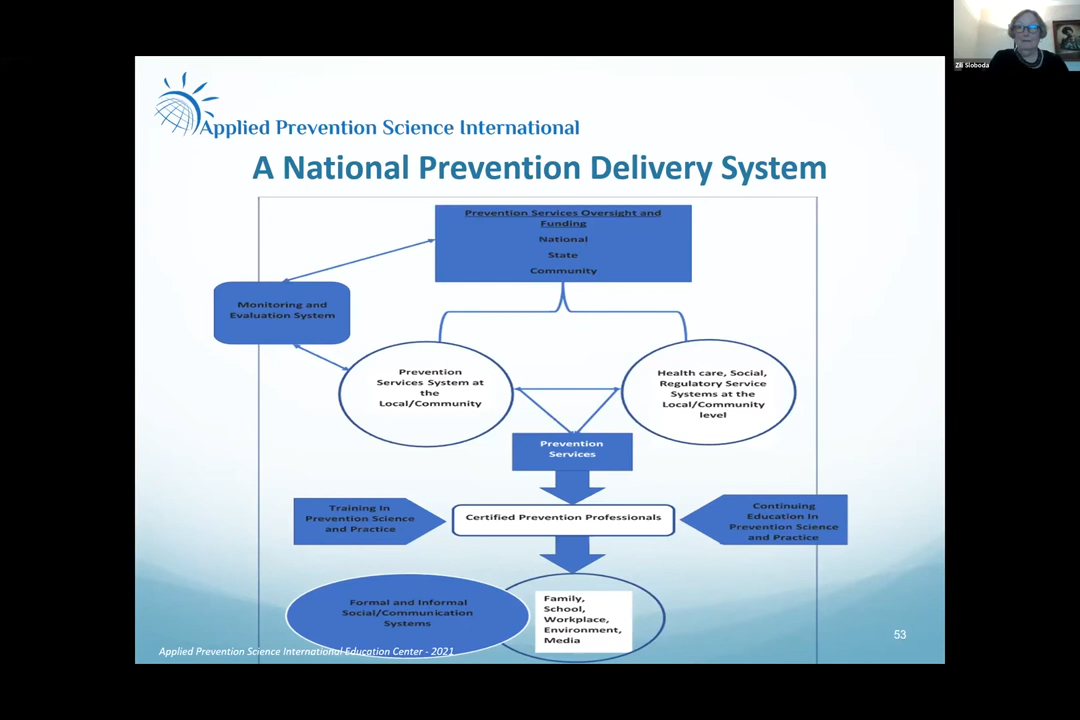 Zili Sloboda
Applied Prevention Science International
A National Prevention Delivery System
Prevention Services Oversight and
Funding
National
State
Community
Monitoring and
Evaluation System
Prevention
Services System at
the
Local/Community
Health care, Social,
Regulatory Service
Systems at the
Local/Community
level
Prevention
Services
Training In
Prevention Science
and Practice
Certified Prevention Professionals
Continuing
Education In
Prevention Science
and Practice
Formal and Informal
Social/Communication
Systems
Family,
School,
Workplace,
Environment,
Media
53
Applied Prevention Science International Education Center - 2021